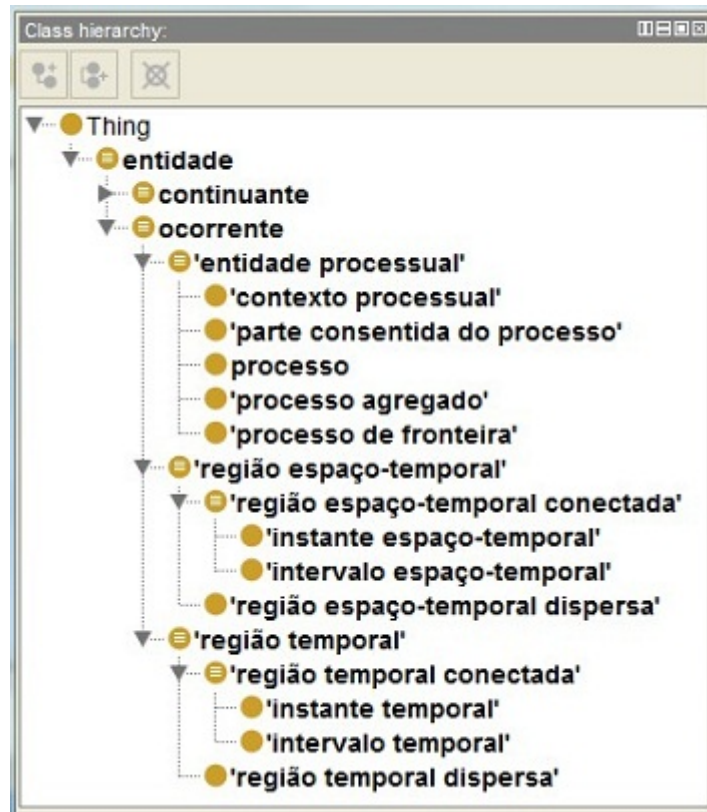 Class hierarchy:
Thing
entidade
continuante
ocorrente
'entidade processual'
'contexto processual'
'parte consentida do processo'
processo
'processo agregado'
'processo de fronteira'
'região espaço-temporal'
'região espaço-temporal conectada'
'instante espaço-temporal'
'intervalo espaço-temporal'
'região espaço-temporal dispersa'
'região temporal'
'região temporal conectada'
'instante temporal'
'intervalo temporal'
'região temporal dispersa'